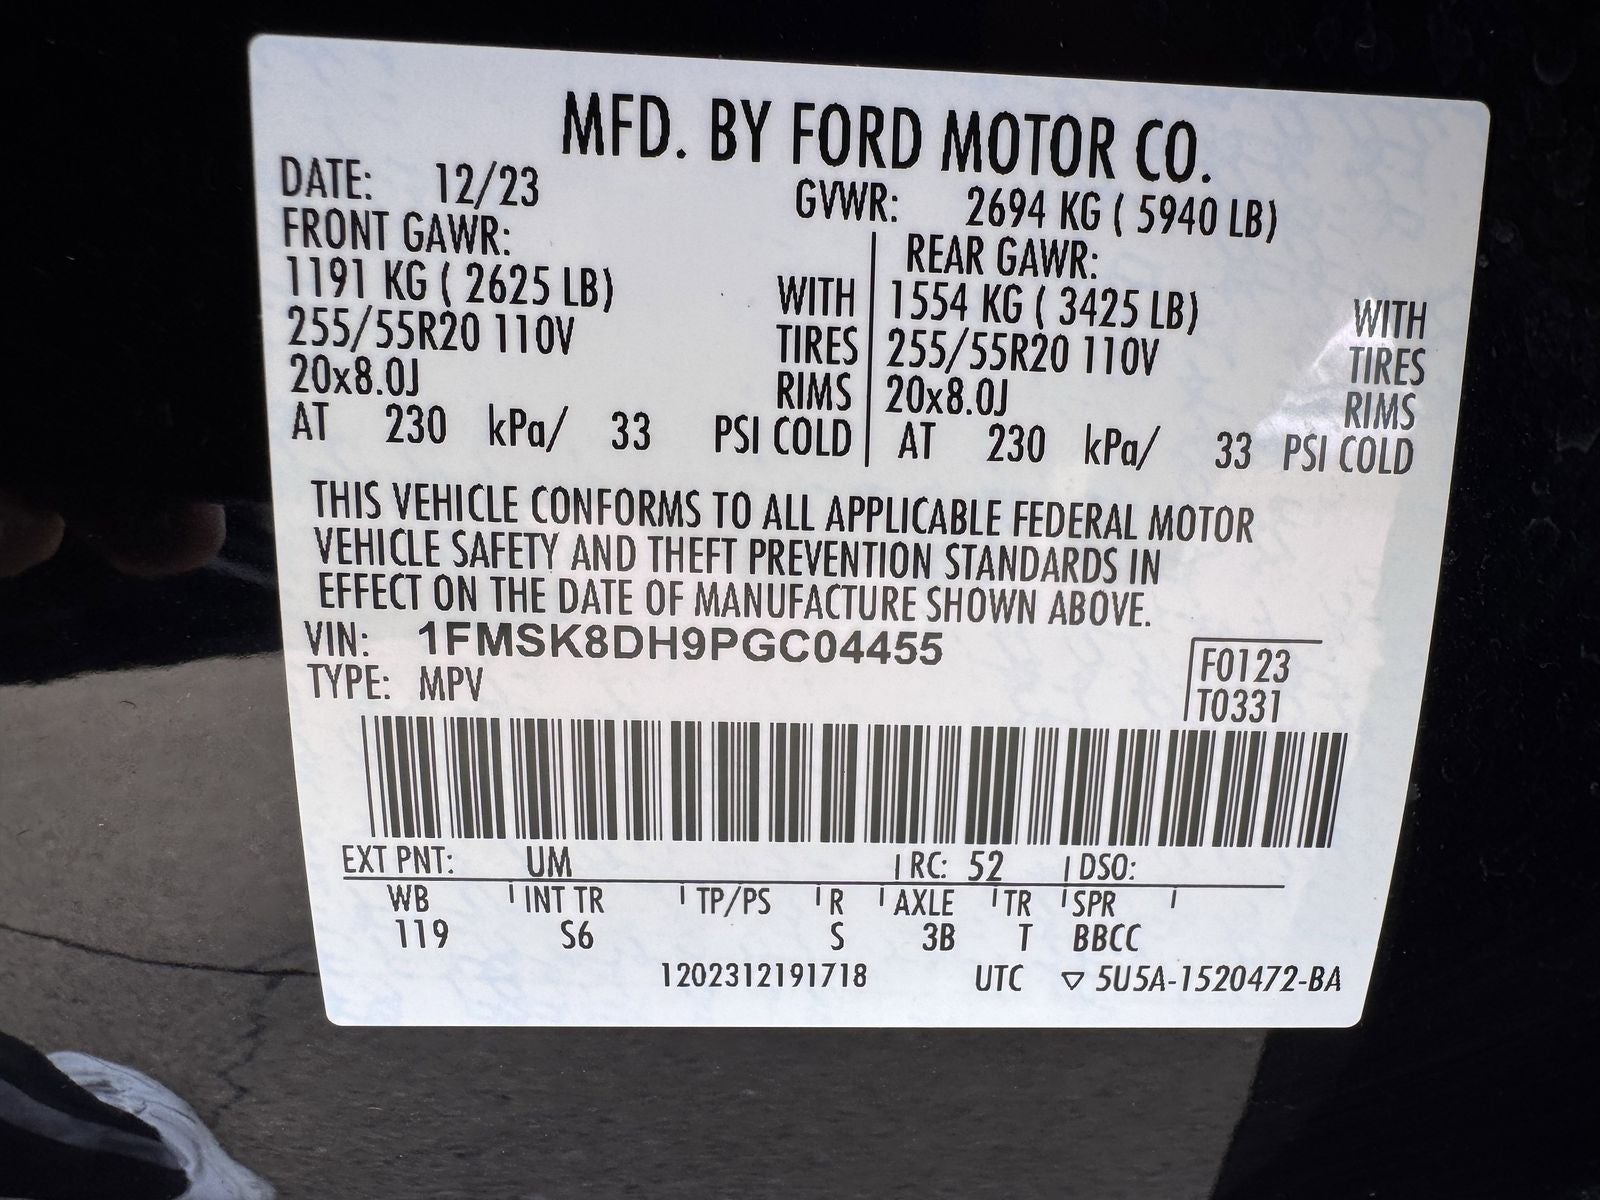 MFD. BY FORD MOTOR CO.
DATE: 12/23 GVWR: 2694 KG ( 5940 LB)
FRONT GAWR: REAR GAWR:
1191 KG ( 2625 LB) WITH 1554 KG ( 3425 LB) WITH
255/55R20 110V TIRES 255/55R20 110V TIRES
20x8.0J RIMS 20x8.0J RIMS
AT 230 kPa/ 33 PSI COLD AT 230 kPa/ 33 PSI COLD
THIS VEHICLE CONFORMS TO ALL APPLICABLE FEDERAL MOTOR
VEHICLE SAFETY AND THEFT PREVENTION STANDARDS IN
EFFECT ON THE DATE OF MANUFACTURE SHOWN ABOVE.
VIN: 1FMSK8DH9PGC04455
TYPE: MPV
F0123
T0331
EXT PNT: UM RC: 52 DSO:
WB INT TR TP/PS R AXLE TR SPR
119 S6 S 3B T BBCC
1202312191718 UTC ▽ 5U5A-1520472-BA